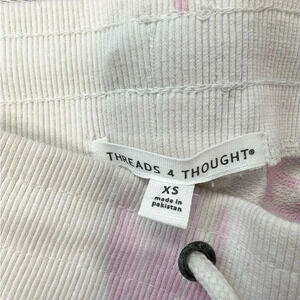 THREADS 4 THOUGHT®
XS
made in
pakistan